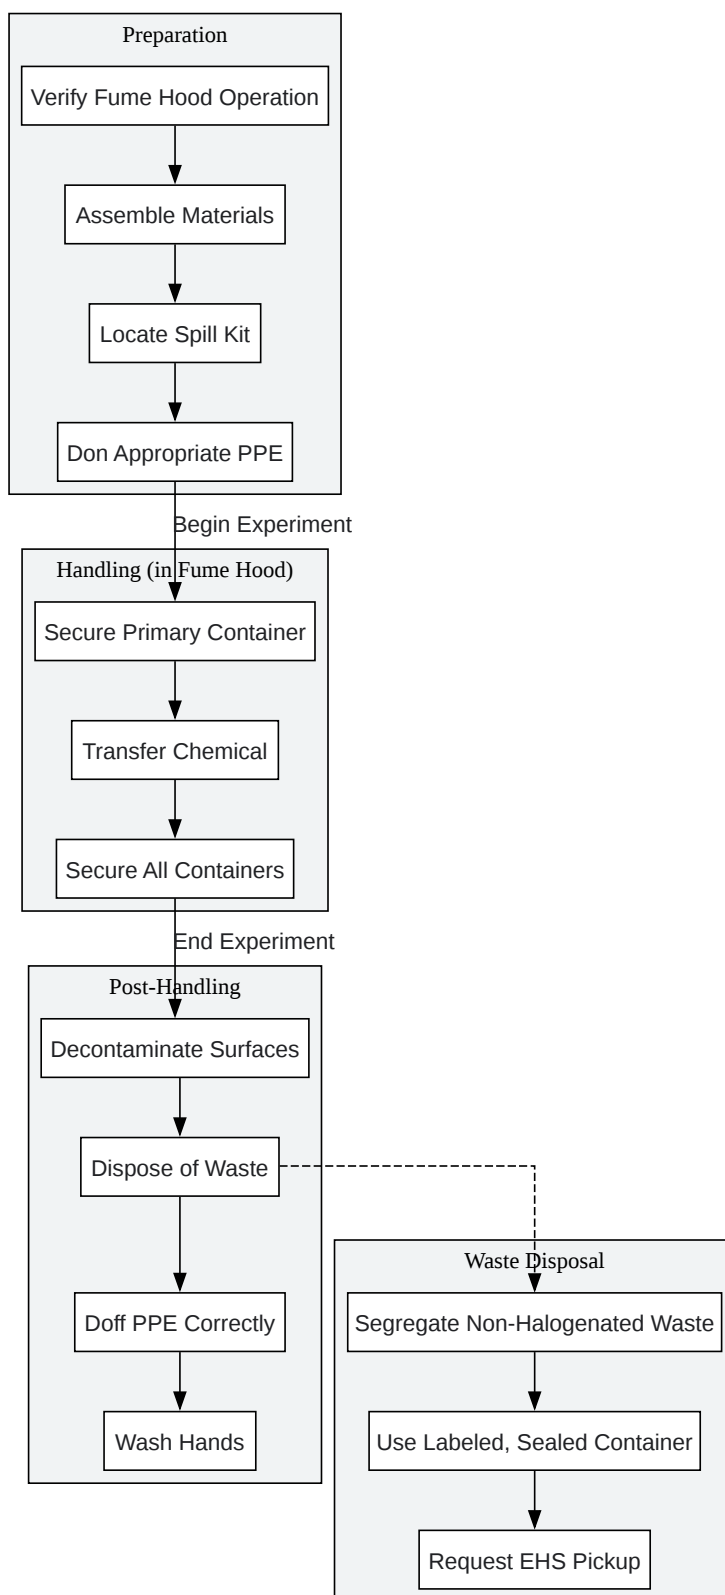 Preparation
Verify Fume Hood Operation
Assemble Materials
Locate Spill Kit
Don Appropriate PPE
Begin Experiment
Handling (in Fume Hood)
Secure Primary Container
Transfer Chemical
Secure All Containers
End Experiment
Post-Handling
Decontaminate Surfaces
Dispose of Waste
Doff PPE Correctly
Wash Hands
Waste Disposal
Segregate Non-Halogenated Waste
Use Labeled, Sealed Container
Request EHS Pickup